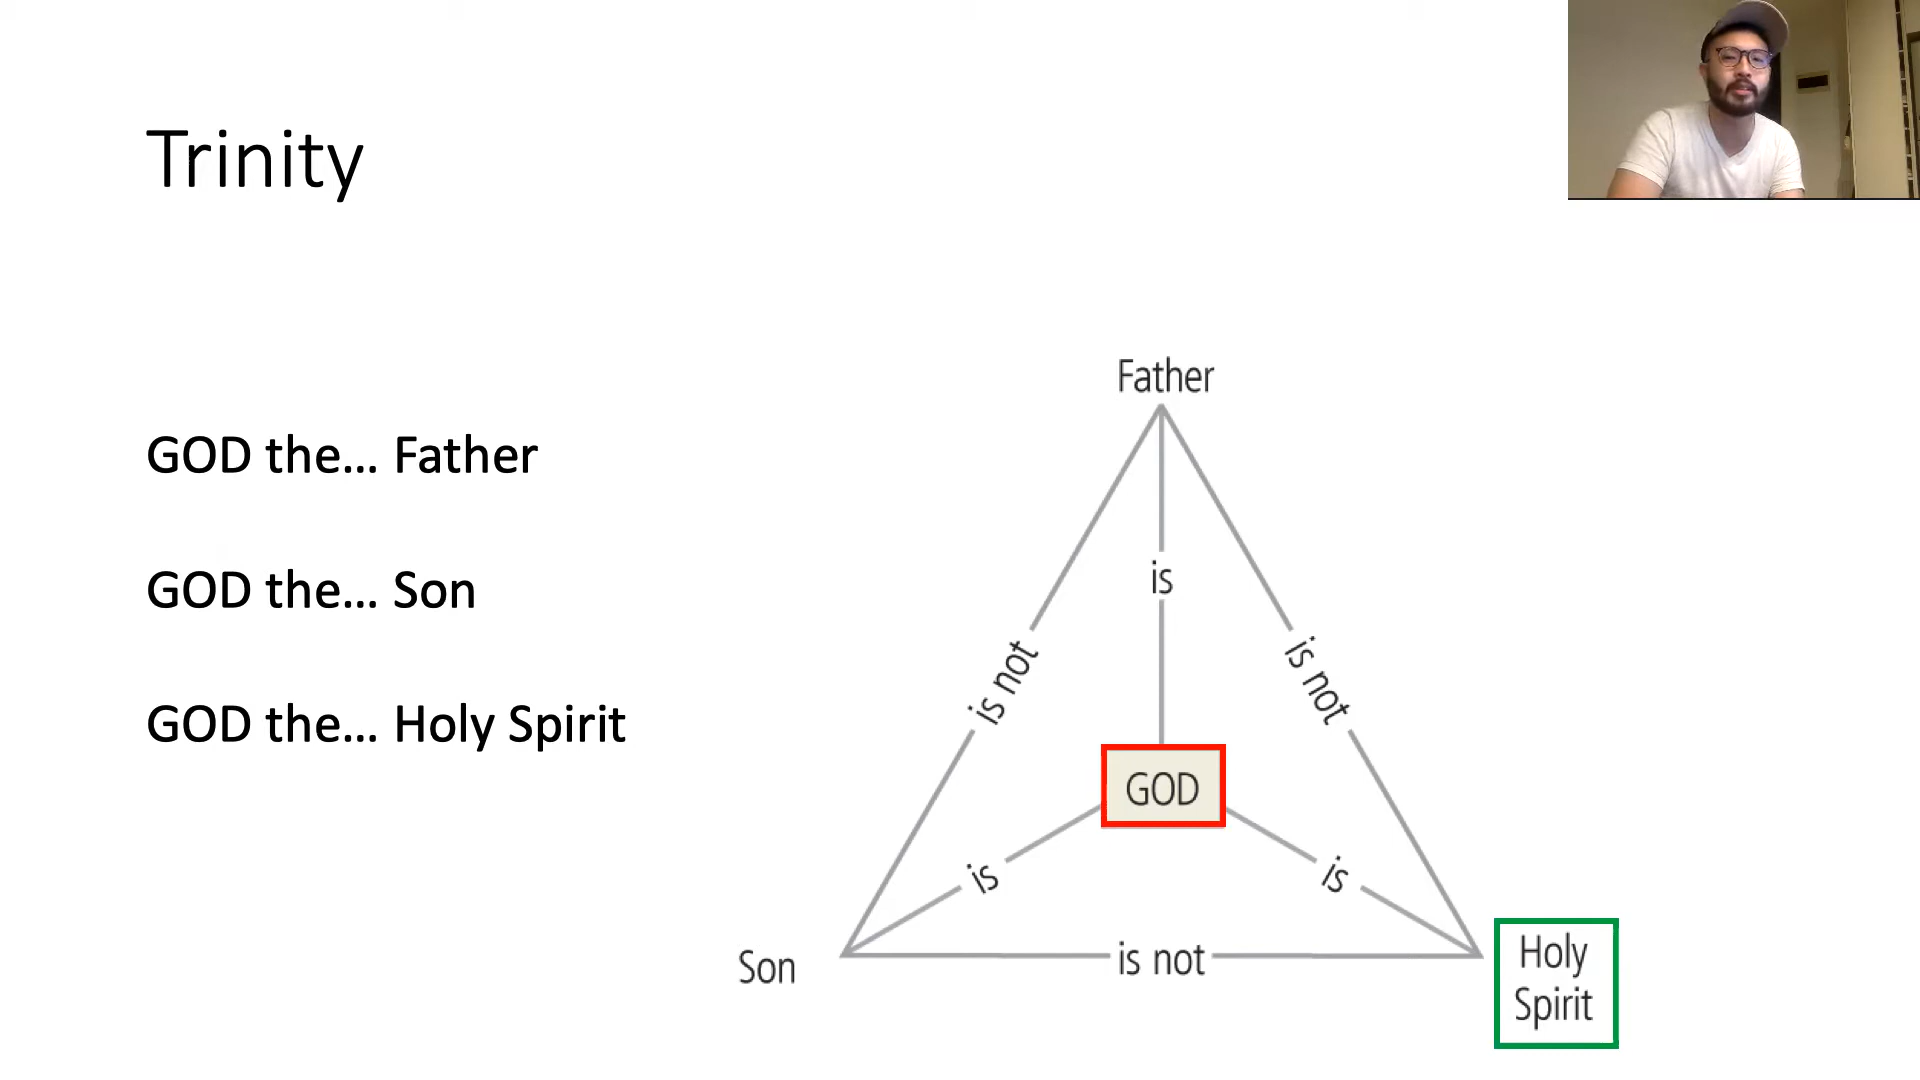 Trinity
GOD the... Father
GOD the... Son
GOD the... Holy Spirit
Father
is
is not
is not
GOD
is
is
Son
is not
Holy
Spirit